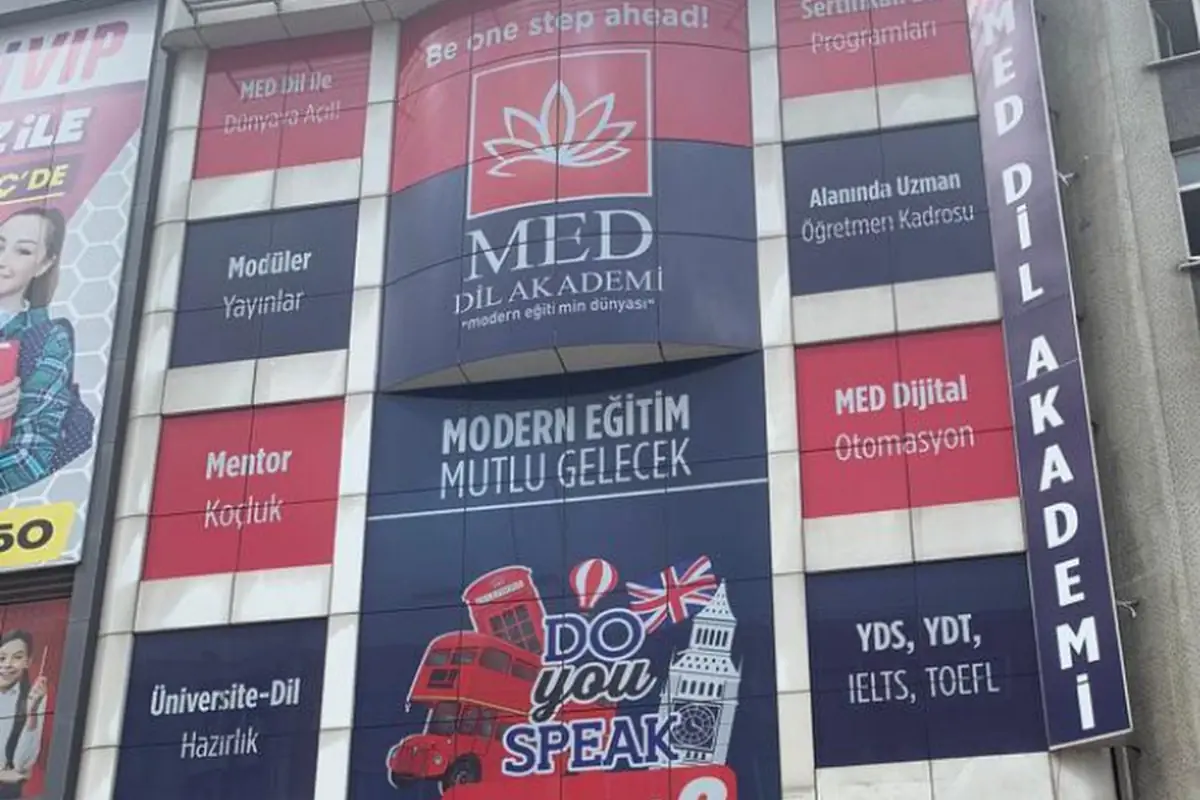 VIP
ZİLE
Ç'DE
50
MED Dil ile
Dünyaya Açıl!
Modüler
Yayınlar
Mentor
Koçluk
Üniversite-Dil
Hazırlık
Be one step ahead!
MED
DİL AKADEMİ
"modern eğitimin dünyası"
MODERN EĞİTİM
MUTLU GELECEK
DO
you
SPEAK
?
Programları
Alanında Uzman
Öğretmen Kadrosu
MED Dijital
Otomasyon
YDS, YDT,
IELTS, TOEFL
MED DİL AKADEMİ